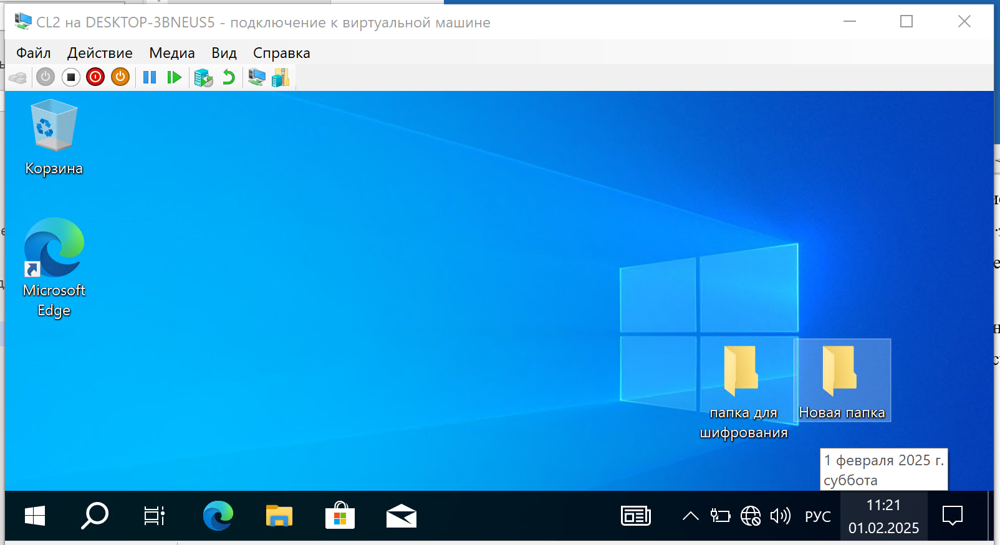 CL2 на DESKTOP-3BNEUS5 - подключение к виртуальной машине
Файл Действие Медиа Вид Справка
Корзина
Microsoft
Edge
папка для
шифрования
Новая папка
1 февраля 2025 г.
суббота
РУС
11:21
01.02.2025